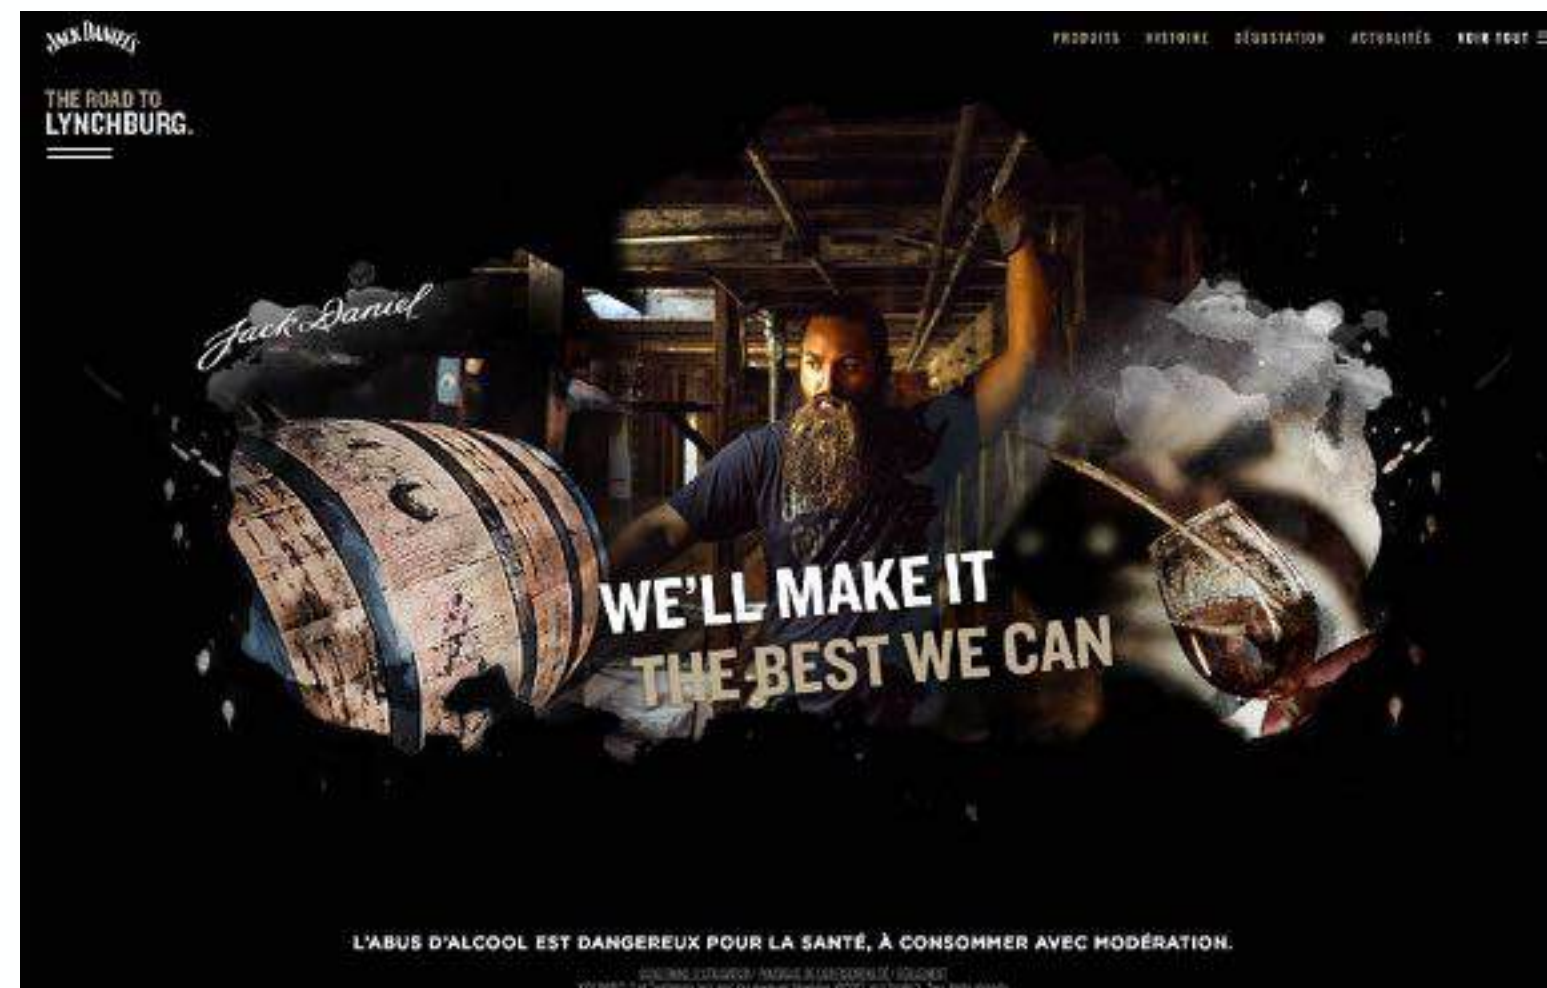 JACK DANIEL'S
PRODUITS HISTOIRE DÉGUSTATION ACTUALITÉS VOIR TOUT
THE ROAD TO
LYNCHBURG.
Jack Daniel
WE'LL MAKE IT
THE BEST WE CAN
L'ABUS D'ALCOOL EST DANGEREUX POUR LA SANTÉ, À CONSOMMER AVEC MODÉRATION.